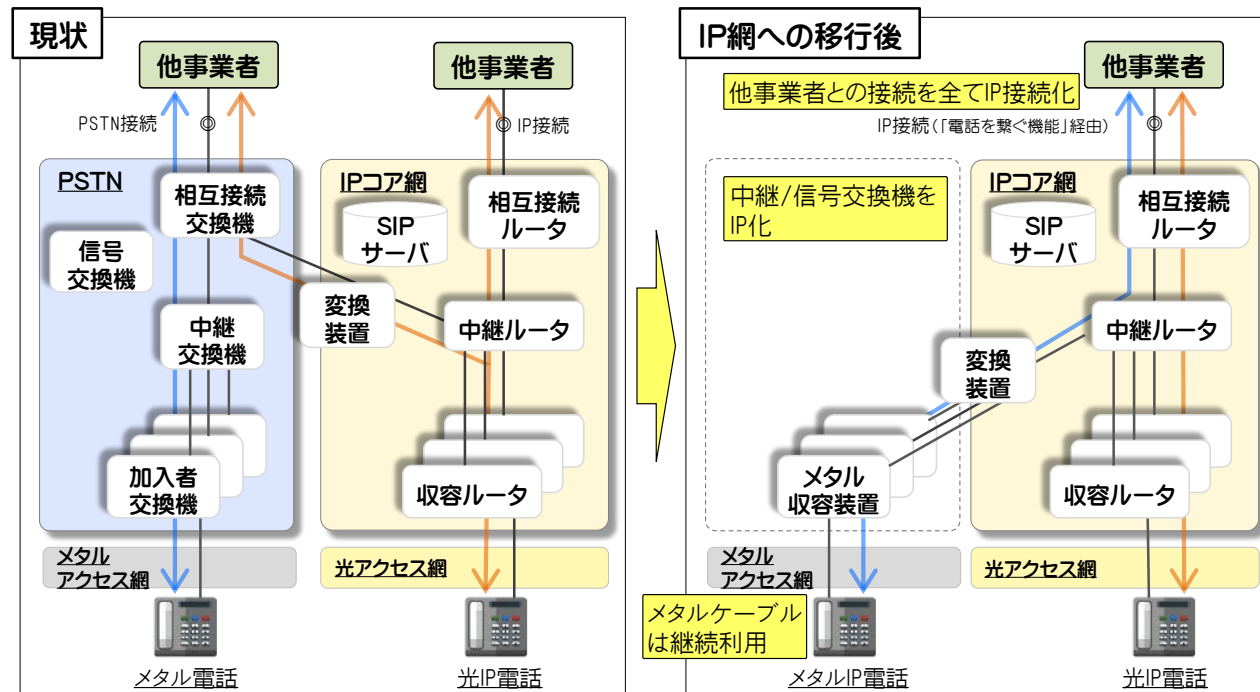 現状
他事業者
他事業者
PSTN接続
◎
◎
IP接続
PSTN
相互接続
交換機
信号
交換機
中継
交換機
加入者
交換機
IPコア網
SIP
サーバ
相互接続
ルータ
変換
装置
中継ルータ
収容ルータ
メタル
アクセス網
光アクセス網
メタル電話
光IP電話
IP網への移行後
他事業者
他事業者との接続を全てIP接続化
IP接続(「電話を繋ぐ機能」経由)
◎
中継/信号交換機を
IP化
IPコア網
SIP
サーバ
相互接続
ルータ
中継ルータ
変換
装置
メタル
収容装置
収容ルータ
メタル
アクセス網
光アクセス網
メタルケーブル
は継続利用
メタルIP電話
光IP電話